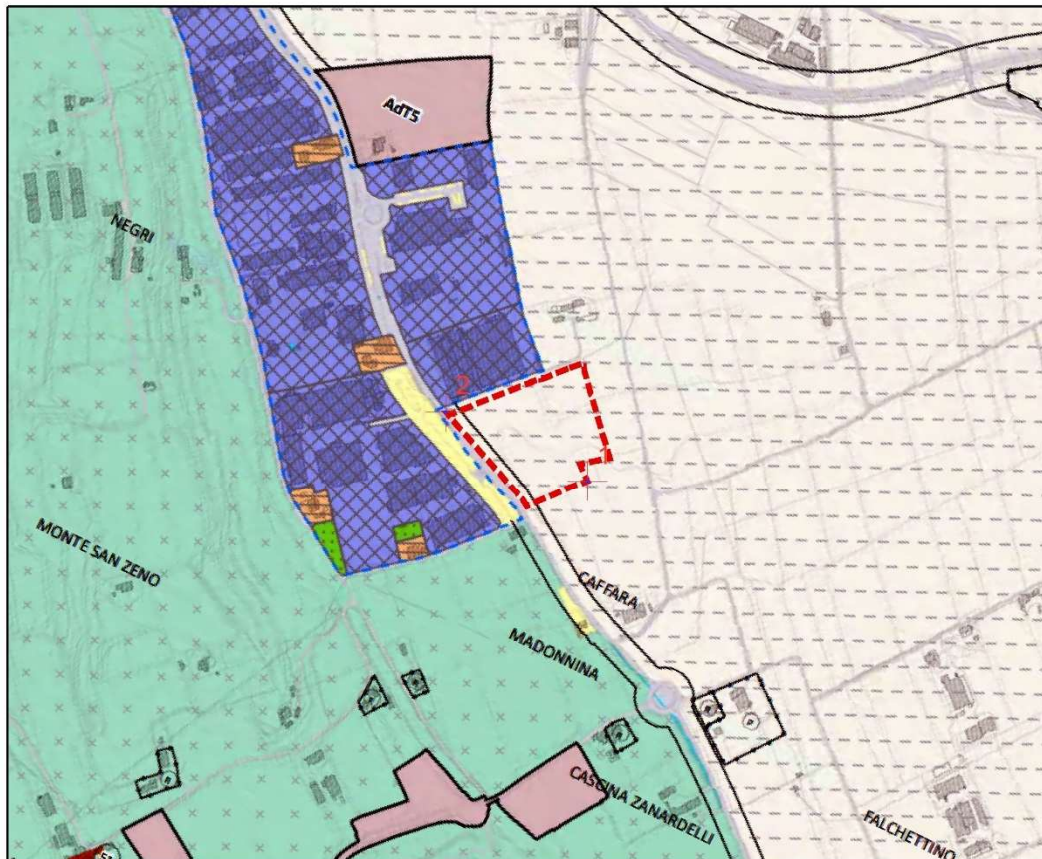 AdT5
NEGRI
2
MONTE SAN ZENO
CAFFARA
MADONNINA
CASCINA ZANARDELLI
FALCHETTINO